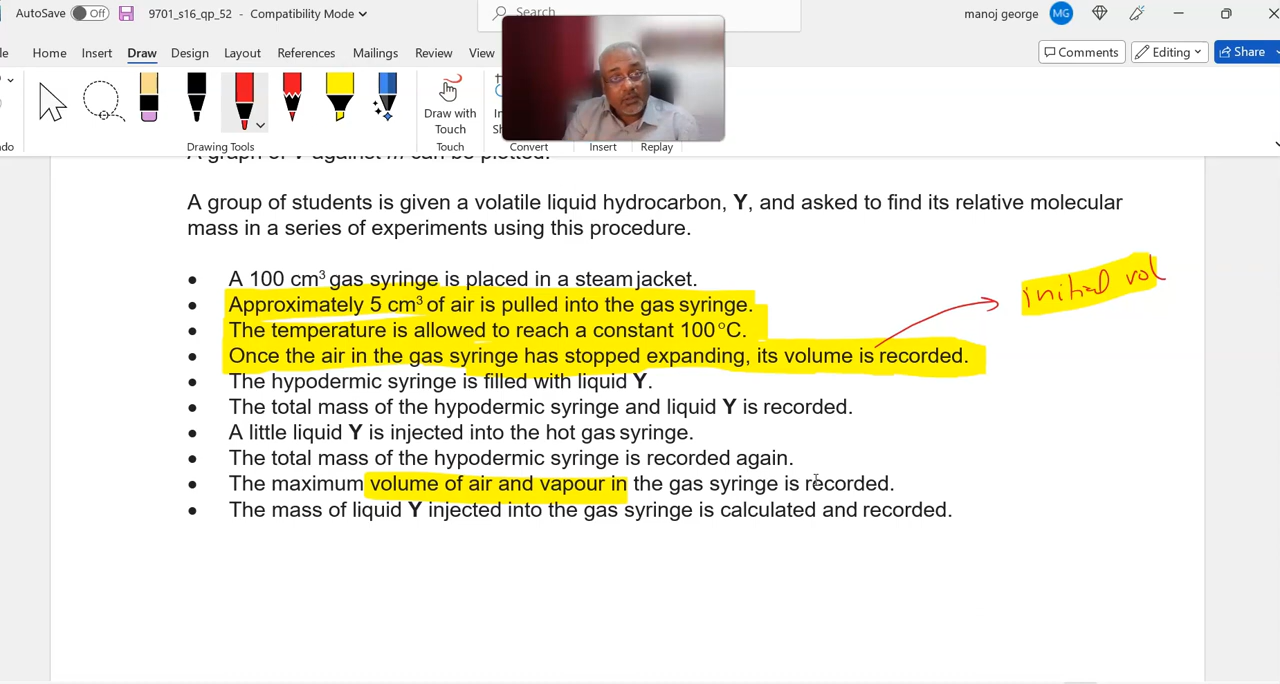 AutoSave Off 9701_s16_qp_52 - Compatibility Mode Search manoj george MG
Home Insert Draw Design Layout References Mailings Review View Comments Editing Share
Draw with
Touch
Drawing Tools Touch Convert Insert Replay
A graph of V against m can be plotted.
A group of students is given a volatile liquid hydrocarbon, Y, and asked to find its relative molecular
mass in a series of experiments using this procedure.
• A 100 cm³ gas syringe is placed in a steam jacket.
• Approximately 5 cm³ of air is pulled into the gas syringe.
initial vol
• The temperature is allowed to reach a constant 100 °C.
• Once the air in the gas syringe has stopped expanding, its volume is recorded.
• The hypodermic syringe is filled with liquid Y.
• The total mass of the hypodermic syringe and liquid Y is recorded.
• A little liquid Y is injected into the hot gas syringe.
• The total mass of the hypodermic syringe is recorded again.
• The maximum volume of air and vapour in the gas syringe is recorded.
• The mass of liquid Y injected into the gas syringe is calculated and recorded.